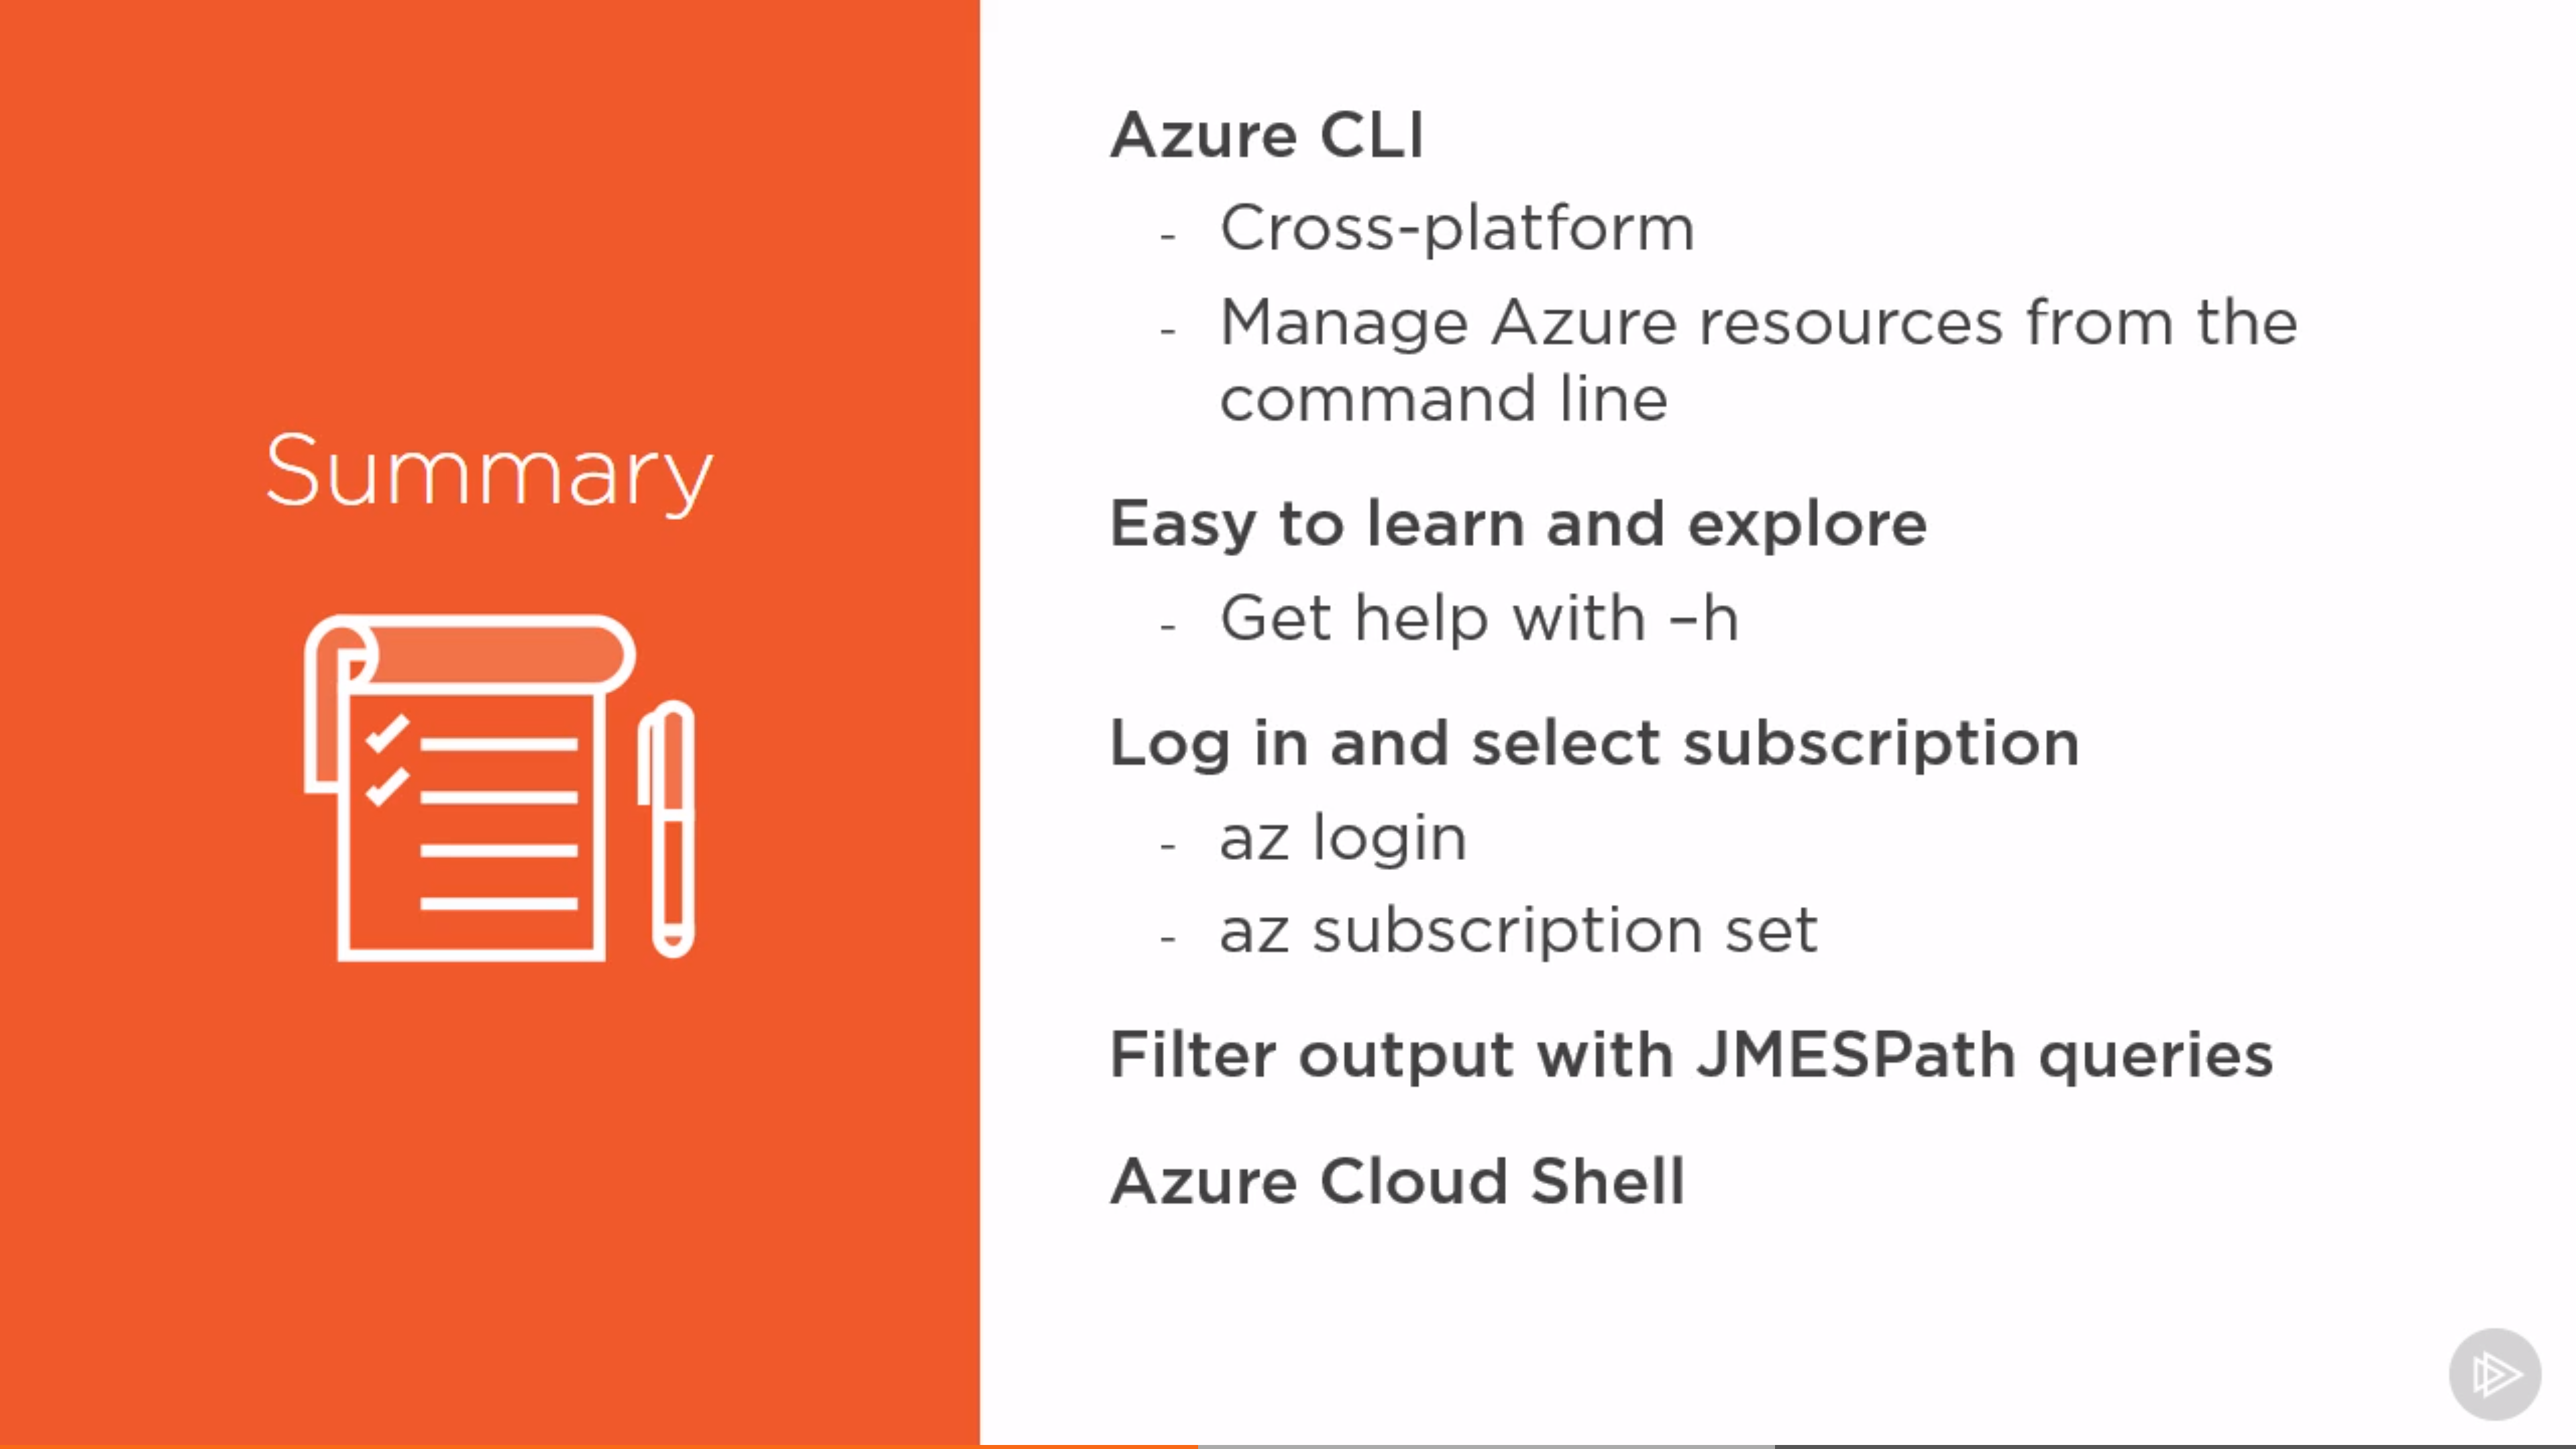 Summary
Azure CLI
- Cross-platform
- Manage Azure resources from the
command line
Easy to learn and explore
- Get help with –h
Log in and select subscription
- az login
- az subscription set
Filter output with JMESPath queries
Azure Cloud Shell